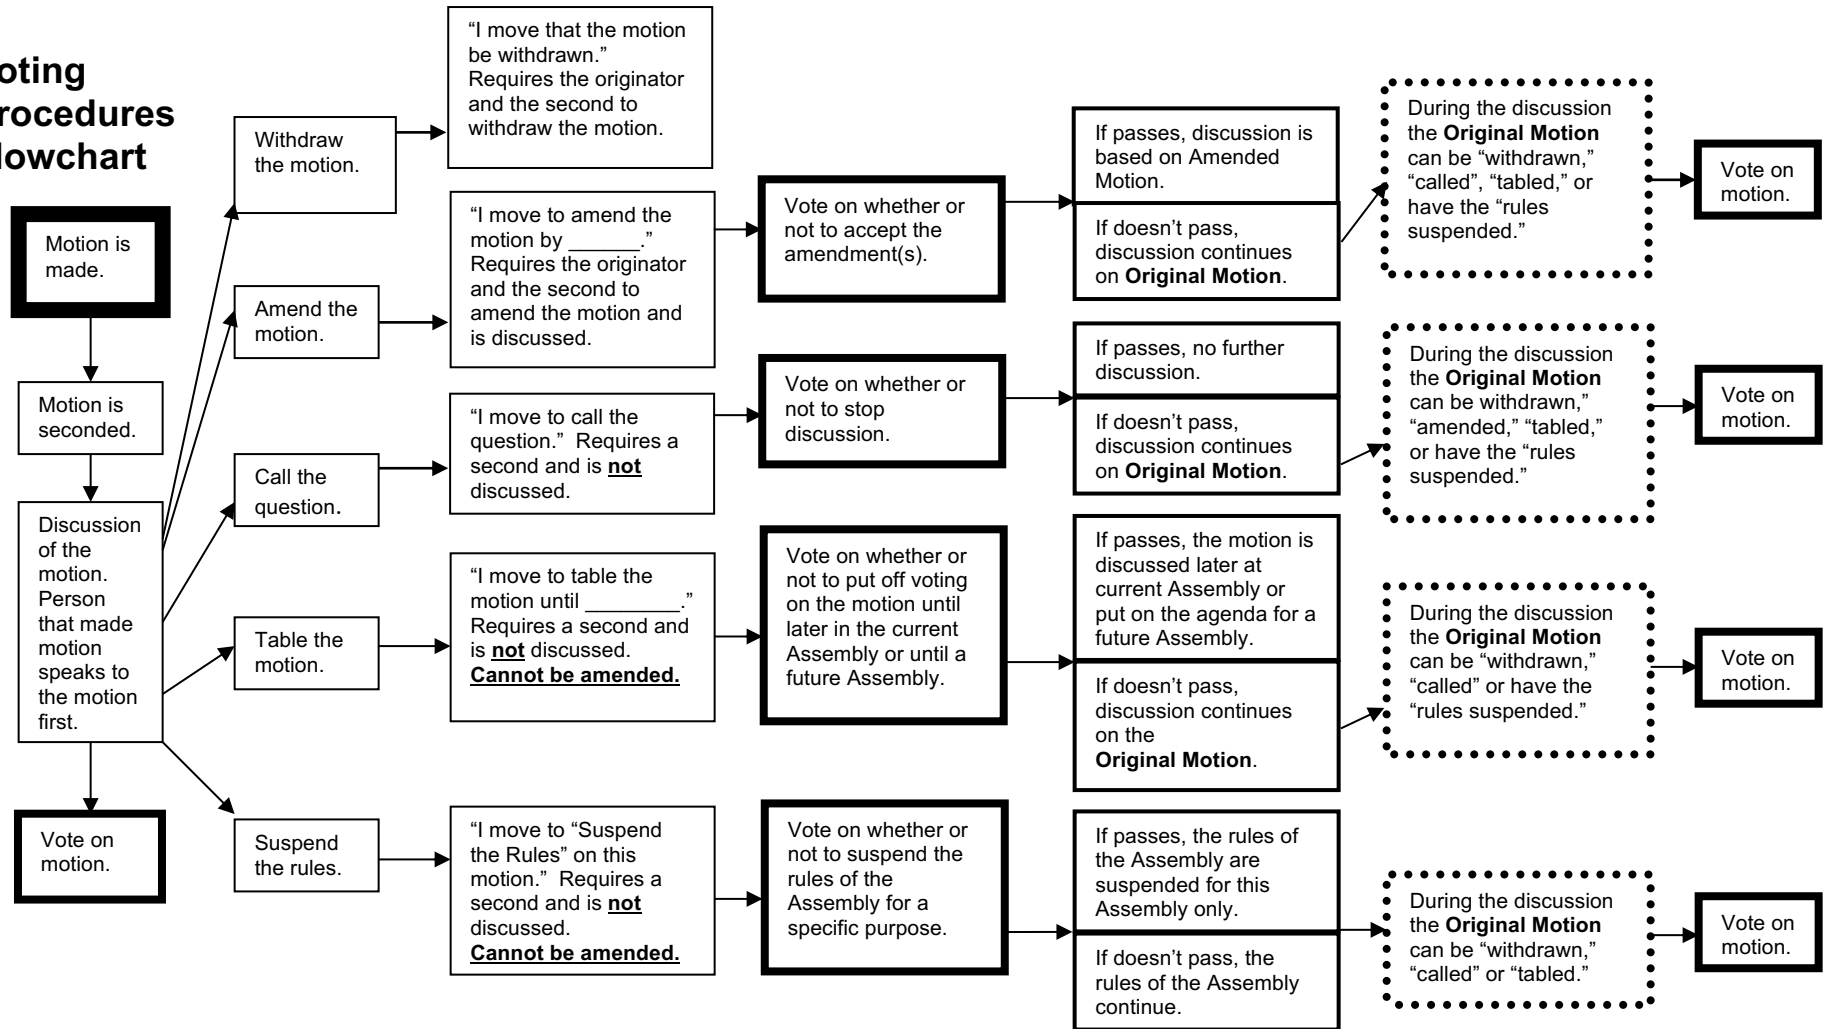 oting
rocedures
lowchart
Motion is
made.
Motion is
seconded.
Discussion
of the
motion.
Person
that made
motion
speaks to
the motion
first.
Vote on
motion.
Withdraw
the motion.
“I move that the motion
be withdrawn.”
Requires the originator
and the second to
withdraw the motion.
Amend the
motion.
“I move to amend the
motion by ______.”
Requires the originator
and the second to
amend the motion and
is discussed.
Vote on whether or
not to accept the
amendment(s).
If passes, discussion is
based on Amended
Motion.
If doesn’t pass,
discussion continues
on Original Motion.
During the discussion
the Original Motion
can be “withdrawn,”
“called”, “tabled,” or
have the “rules
suspended.”
Vote on
motion.
Call the
question.
“I move to call the
question.” Requires a
second and is not
discussed.
Vote on whether or
not to stop
discussion.
If passes, no further
discussion.
If doesn’t pass,
discussion continues
on Original Motion.
During the discussion
the Original Motion
can be withdrawn,”
“amended,” “tabled,”
or have the “rules
suspended.”
Vote on
motion.
Table the
motion.
“I move to table the
motion until ________.”
Requires a second and
is not discussed.
Cannot be amended.
Vote on whether or
not to put off voting
on the motion until
later in the current
Assembly or until a
future Assembly.
If passes, the motion is
discussed later at
current Assembly or
put on the agenda for a
future Assembly.
If doesn’t pass,
discussion continues
on the
Original Motion.
During the discussion
the Original Motion
can be “withdrawn,”
“called” or have the
“rules suspended.”
Vote on
motion.
Suspend
the rules.
“I move to “Suspend
the Rules” on this
motion.” Requires a
second and is not
discussed.
Cannot be amended.
Vote on whether or
not to suspend the
rules of the
Assembly for a
specific purpose.
If passes, the rules of
the Assembly are
suspended for this
Assembly only.
If doesn’t pass, the
rules of the Assembly
continue.
During the discussion
the Original Motion
can be “withdrawn,”
“called” or “tabled.”
Vote on
motion.